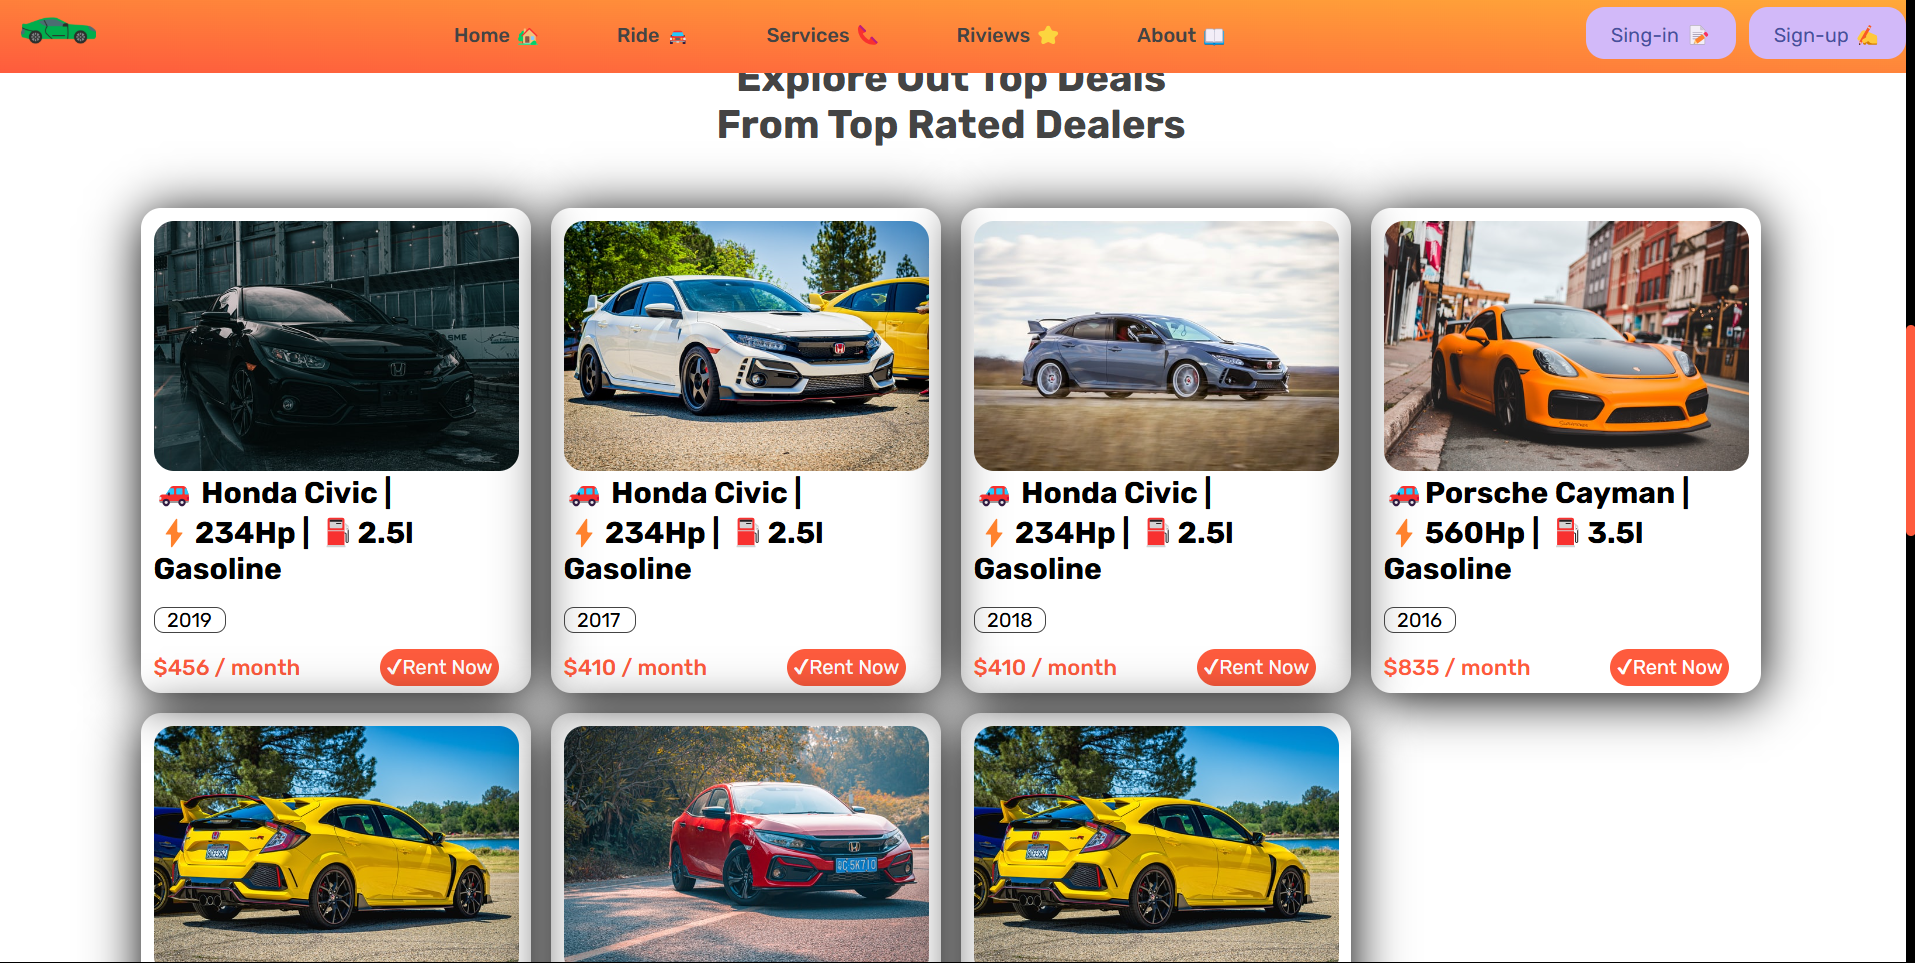 Home 🏠 Ride 🚘 Services 📞 Riviews ⭐ About 📖 Sing-in 📝 Sign-up ✍
Explore Out Top Deals
From Top Rated Dealers
🚗 Honda Civic |
⚡ 234Hp | ⛽ 2.5l
Gasoline
2019
$456 / month ✓Rent Now
🚗 Honda Civic |
⚡ 234Hp | ⛽ 2.5l
Gasoline
2017
$410 / month ✓Rent Now
🚗 Honda Civic |
⚡ 234Hp | ⛽ 2.5l
Gasoline
2018
$410 / month ✓Rent Now
🚗 Porsche Cayman |
⚡ 560Hp | ⛽ 3.5l
Gasoline
2016
$835 / month ✓Rent Now